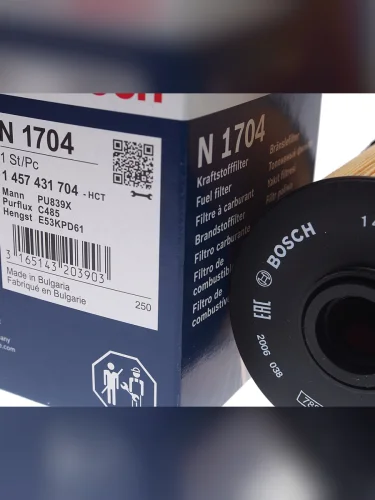 N 1704
1 St/Pc
1 457 431 704 - HCT
Mann PU839X
Purflux C485
Hengst E53KPD61
3 165143 203903
Made in Bulgaria
Fabriqué en Bulgarie
250
N 1704
Kraftstofffilter
Fuel filter
Filtre à carburant
Brandstoffilter
Filtro carburante
Filtro de
combustible
Filtro de
combustível
Bränslefilter
BOSCH
EAC
2006 038